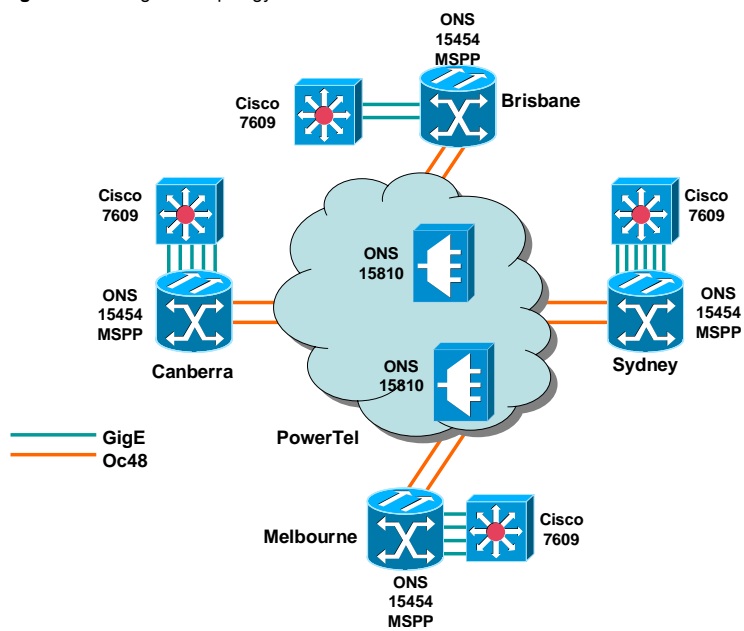 ONS
15454
MSPP
Cisco
7609
Brisbane
Cisco
7609
Cisco
7609
ONS
15810
ONS
15454
MSPP
ONS
15454
MSPP
Canberra
Sydney
ONS
15810
PowerTel
GigE
Oc48
Melbourne
Cisco
7609
ONS
15454
MSPP